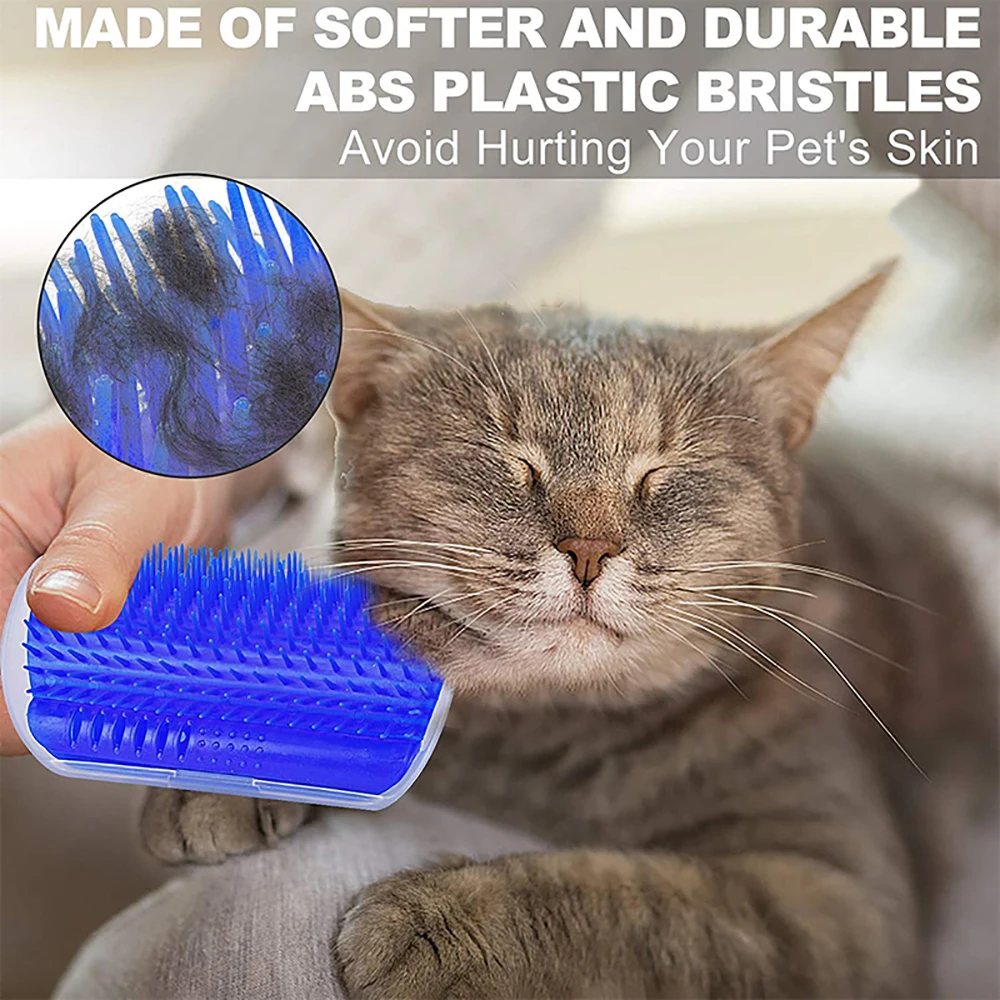 MADE OF SOFTER AND DURABLE
ABS PLASTIC BRISTLES
Avoid Hurting Your Pet's Skin